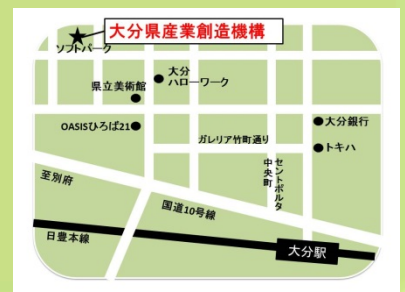 大分県産業創造機構
ソフトパーク
大分
ハローワーク
県立美術館
OASISひろば21
大分銀行
ガレリア竹町通り
トキハ
セントポルタ
中央町
至別府
国道10号線
日豊本線
大分駅